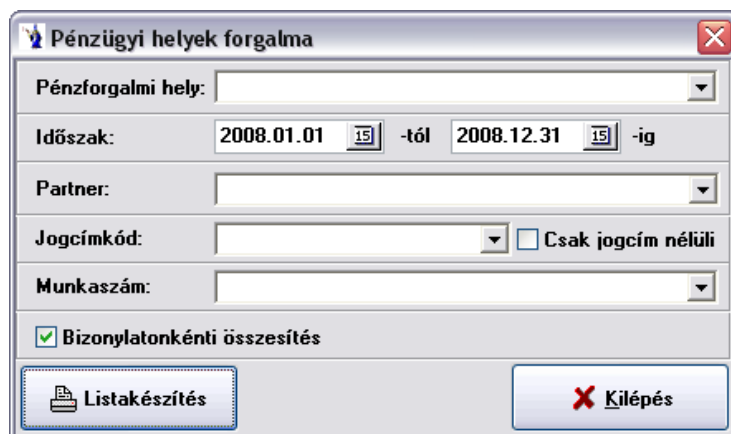 Pénzügyi helyek forgalma
Pénzforgalmi hely:
Időszak: 2008.01.01 15 -tól 2008.12.31 15 -ig
Partner:
Jogcímkód: Csak jogcím nélüli
Munkaszám:
Bizonylatonkénti összesítés
Listakészítés Kilépés